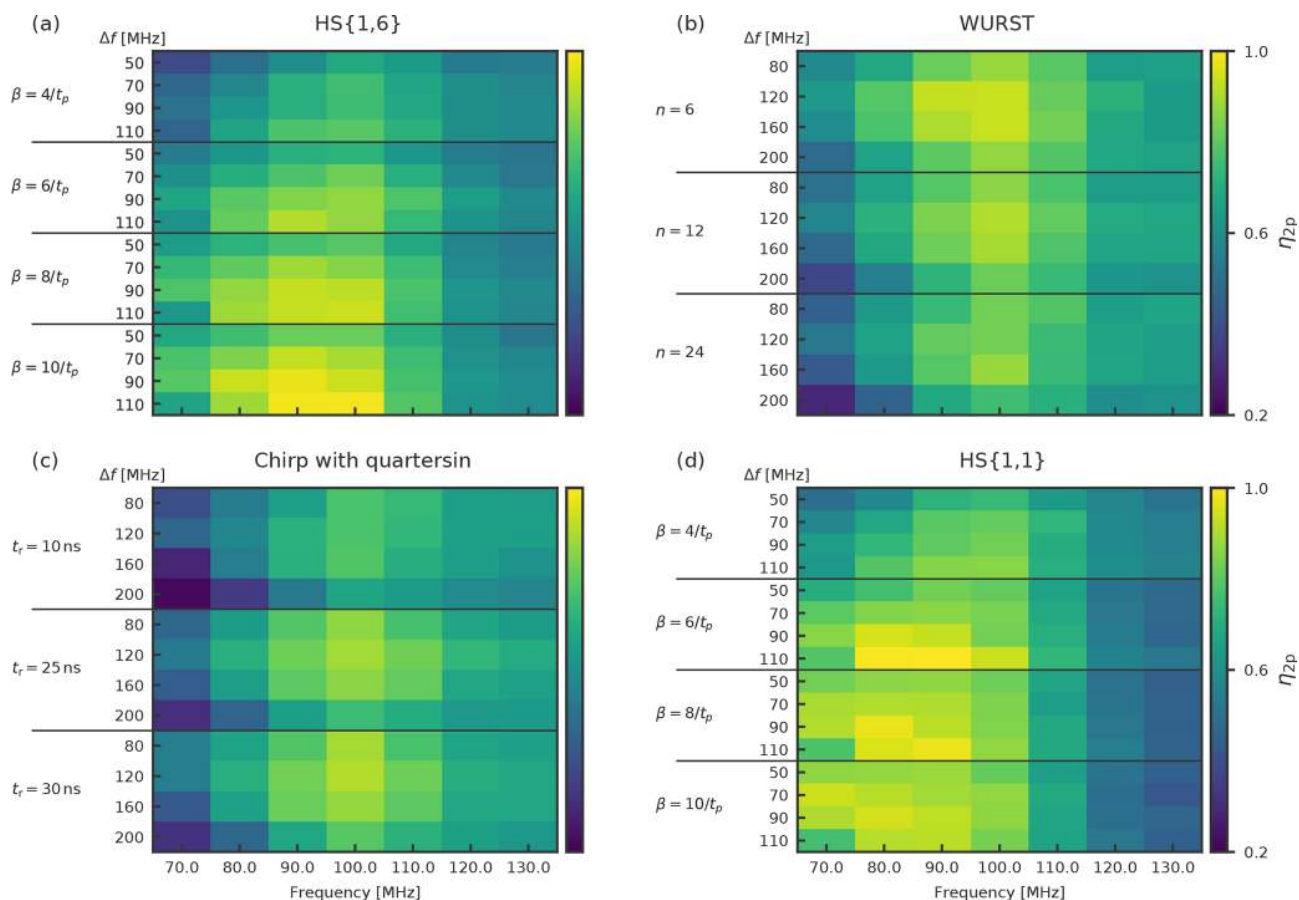 (a) HS{1,6}
Δf [MHz]
50
β = 4/tp 70
90
110
50
β = 6/tp 70
90
110
50
β = 8/tp 70
90
110
50
β = 10/tp 70
90
110
(b) WURST
Δf [MHz]
80
n = 6 120
160
200
80
n = 12 120
160
200
80
n = 24 120
160
200
1.0
0.6
0.2
η2p
(c) Chirp with quartersin
Δf [MHz]
80
tr = 10 ns 120
160
200
80
tr = 25 ns 120
160
200
80
tr = 30 ns 120
160
200
70.0 80.0 90.0 100.0 110.0 120.0 130.0
Frequency [MHz]
(d) HS{1,1}
Δf [MHz]
50
β = 4/tp 70
90
110
50
β = 6/tp 70
90
110
50
β = 8/tp 70
90
110
50
β = 10/tp 70
90
110
70.0 80.0 90.0 100.0 110.0 120.0 130.0
Frequency [MHz]
1.0
0.6
0.2
η2p